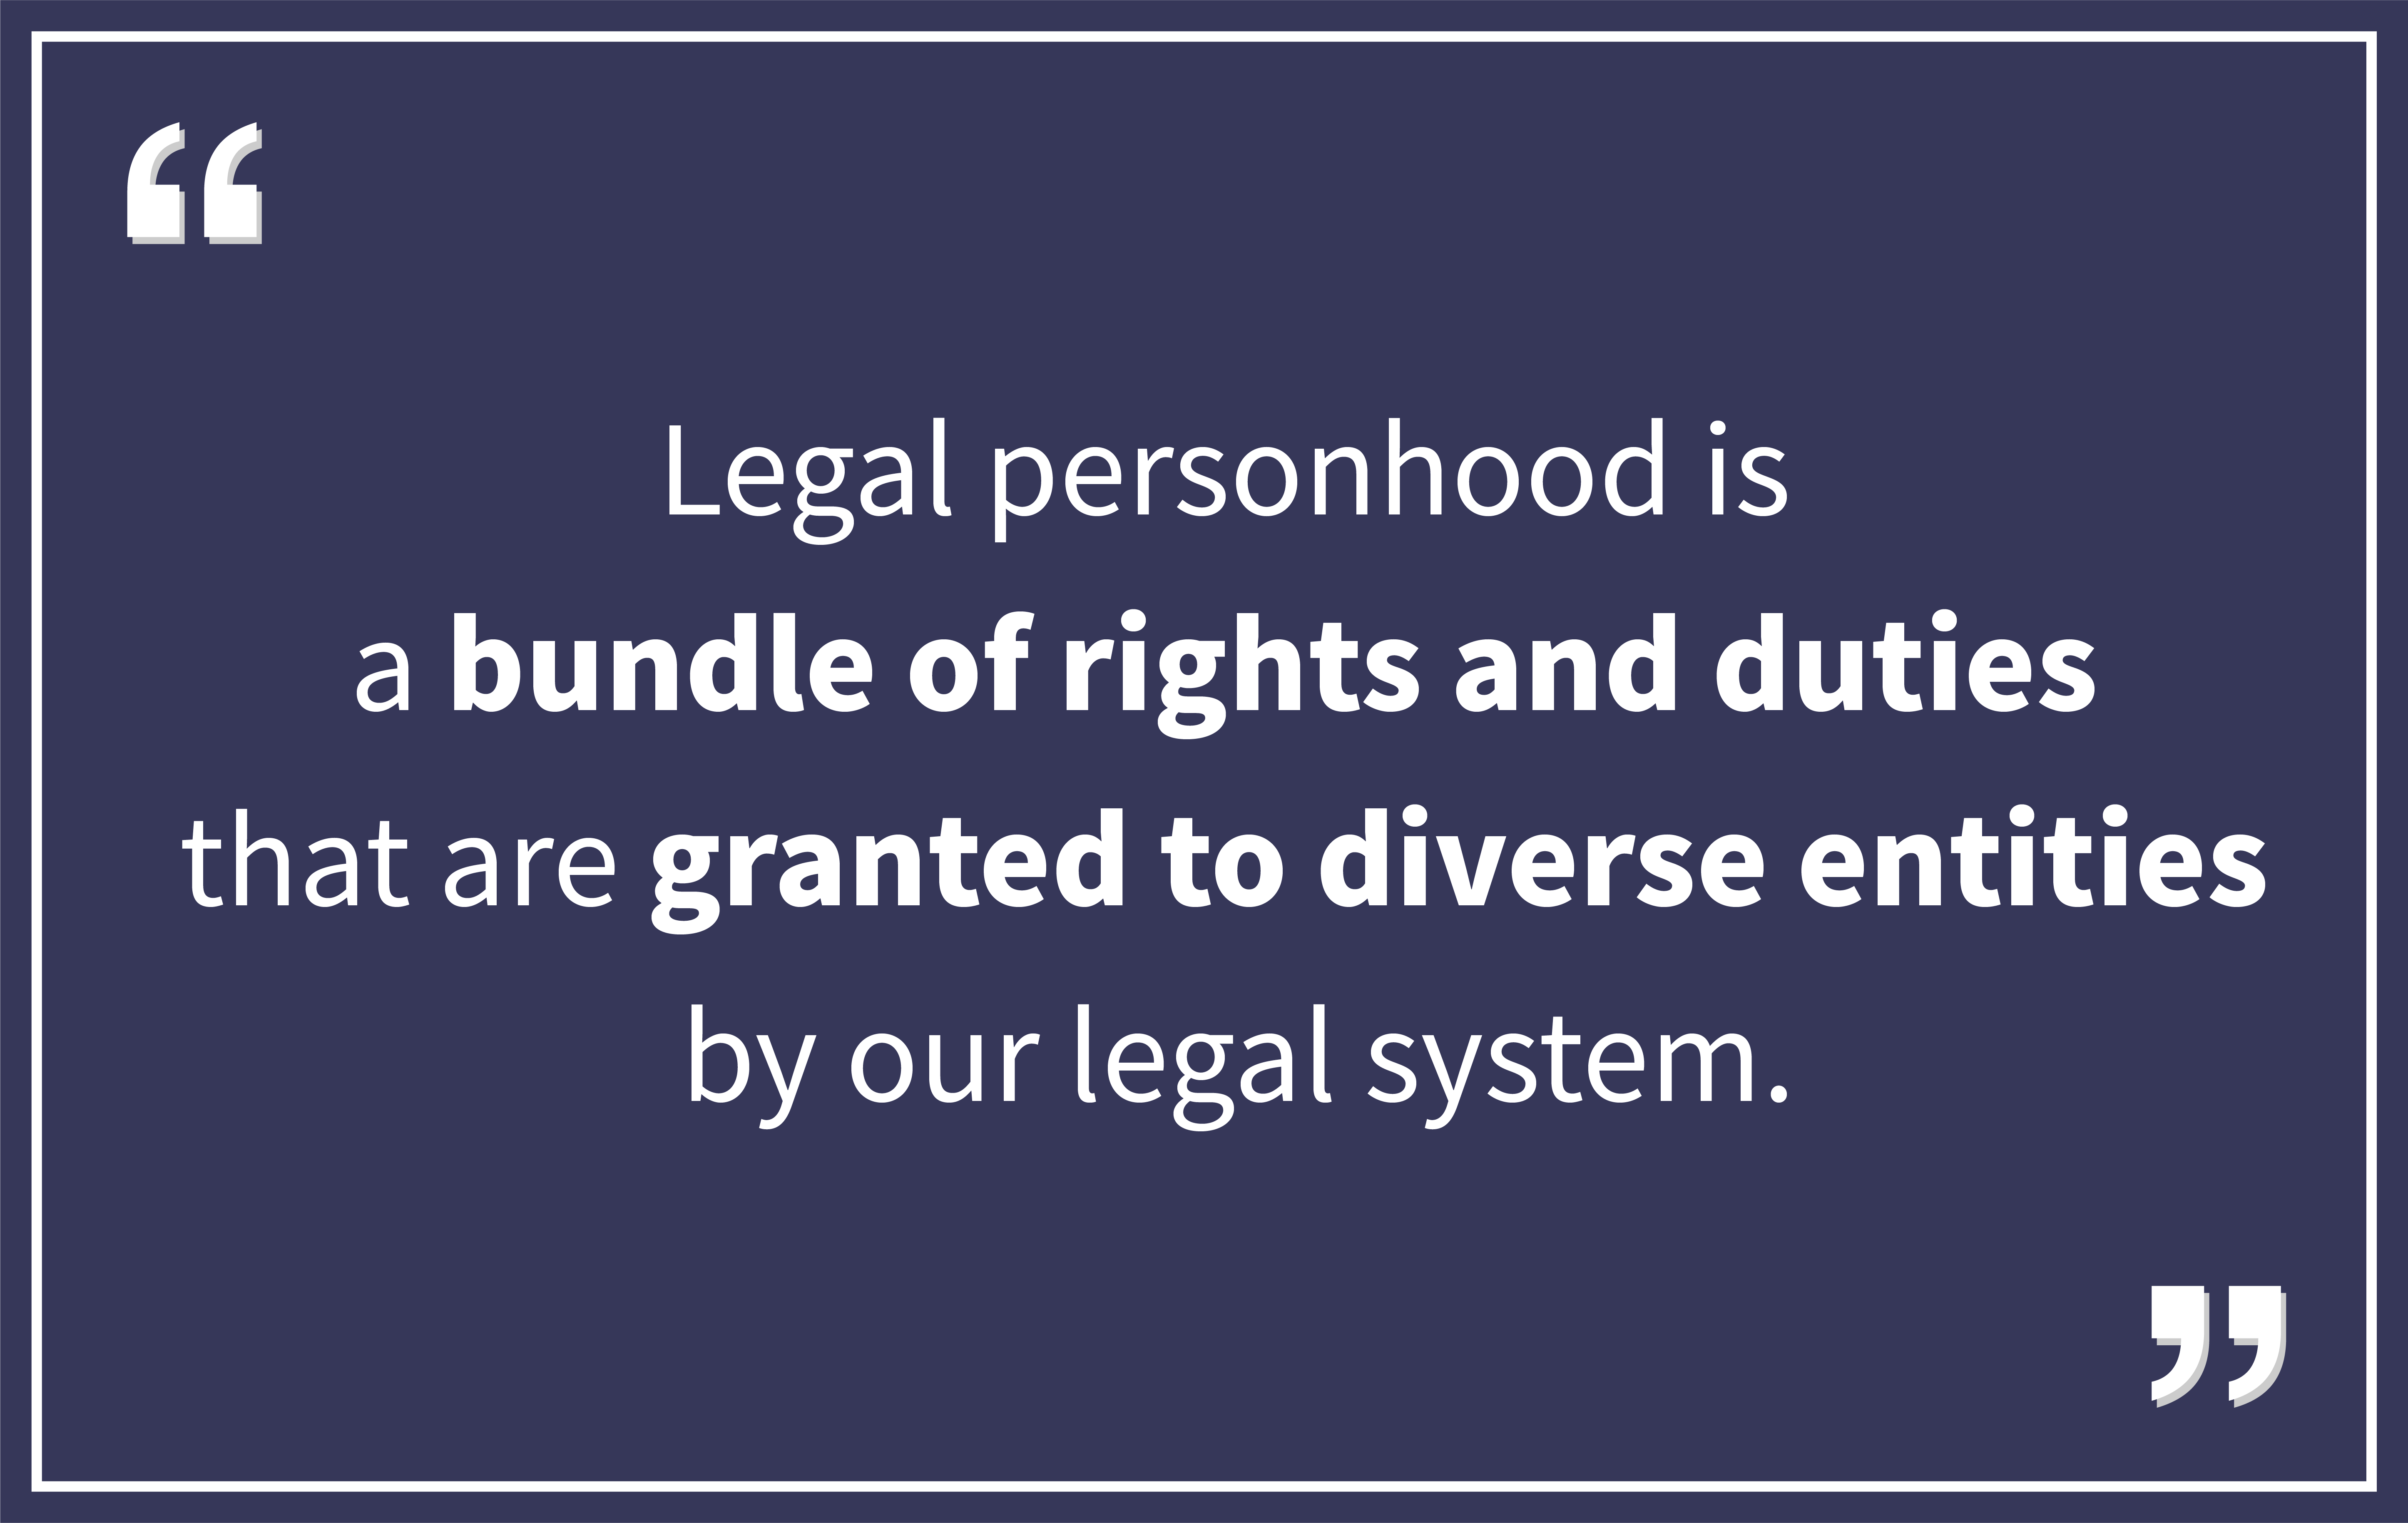 “
Legal personhood is
a bundle of rights and duties
that are granted to diverse entities
by our legal system.
”